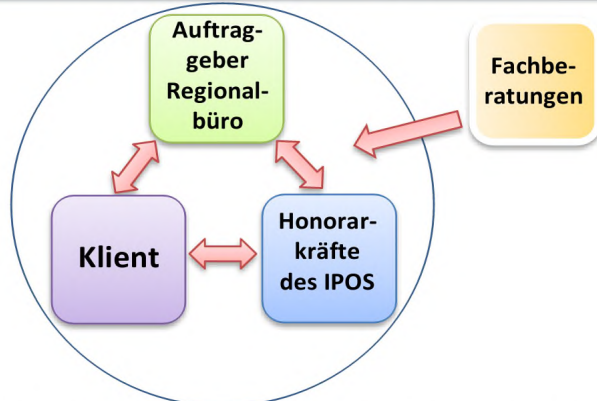 Auftrag-
geber
Regional-
büro
Fachbe-
ratungen
Klient
Honorar-
kräfte
des IPOS